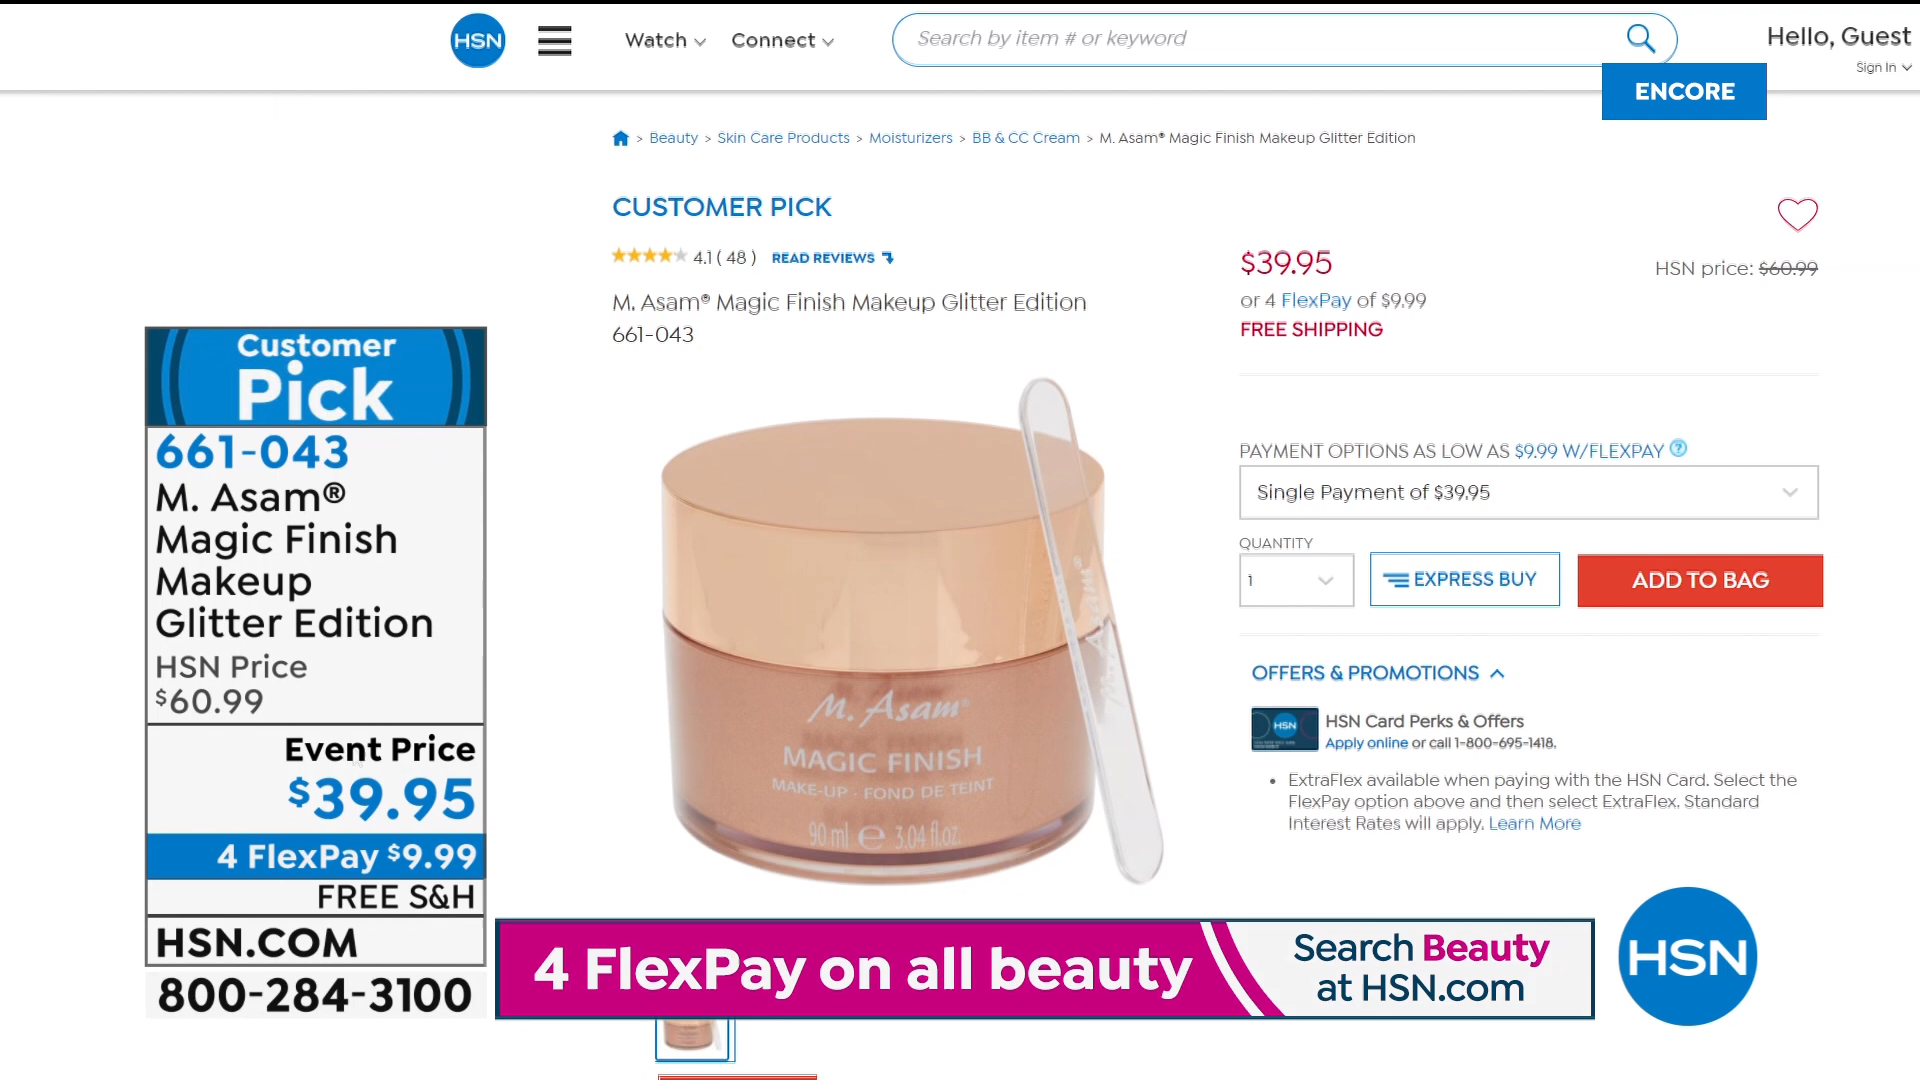 HSN
Watch
Connect
Search by item # or keyword
Hello, Guest
Sign In
ENCORE
> Beauty > Skin Care Products > Moisturizers > BB & CC Cream > M. Asam® Magic Finish Makeup Glitter Edition
CUSTOMER PICK
4.1 ( 48 ) READ REVIEWS
M. Asam® Magic Finish Makeup Glitter Edition
661-043
$39.95
HSN price: $60.99
or 4 FlexPay of $9.99
FREE SHIPPING
PAYMENT OPTIONS AS LOW AS $9.99 W/FLEXPAY ?
Single Payment of $39.95
QUANTITY
1
EXPRESS BUY
ADD TO BAG
OFFERS & PROMOTIONS
HSN
HSN Card Perks & Offers
Apply online or call 1-800-695-1418.
• ExtraFlex available when paying with the HSN Card. Select the
FlexPay option above and then select ExtraFlex. Standard
Interest Rates will apply. Learn More
M. Asam®
MAGIC FINISH
MAKE-UP · FOND DE TEINT
90 ml e 3.04 fl.oz.
M. Asam®
Customer
Pick
661-043
M. Asam®
Magic Finish
Makeup
Glitter Edition
HSN Price
$60.99
Event Price
$39.95
4 FlexPay $9.99
FREE S&H
HSN.COM
800-284-3100
4 FlexPay on all beauty
Search Beauty
at HSN.com
HSN